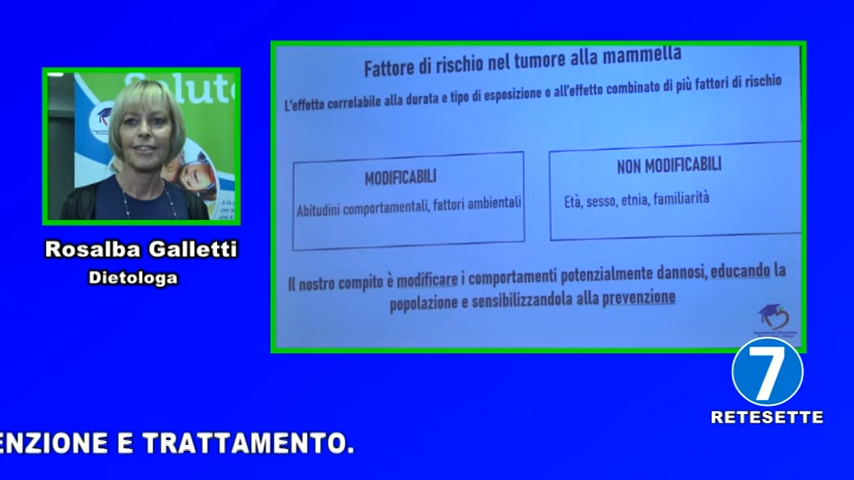 Salute
Rosalba Galletti
Dietologa
Fattore di rischio nel tumore alla mammella
L'effetto correlabile alla durata e tipo di esposizione o all'effetto combinato di più fattori di rischio
MODIFICABILI
Abitudini comportamentali, fattori ambientali
NON MODIFICABILI
Età, sesso, etnia, familiarità
Il nostro compito è modificare i comportamenti potenzialmente dannosi, educando la
popolazione e sensibilizzandola alla prevenzione
7
RETESETTE
ENZIONE E TRATTAMENTO.